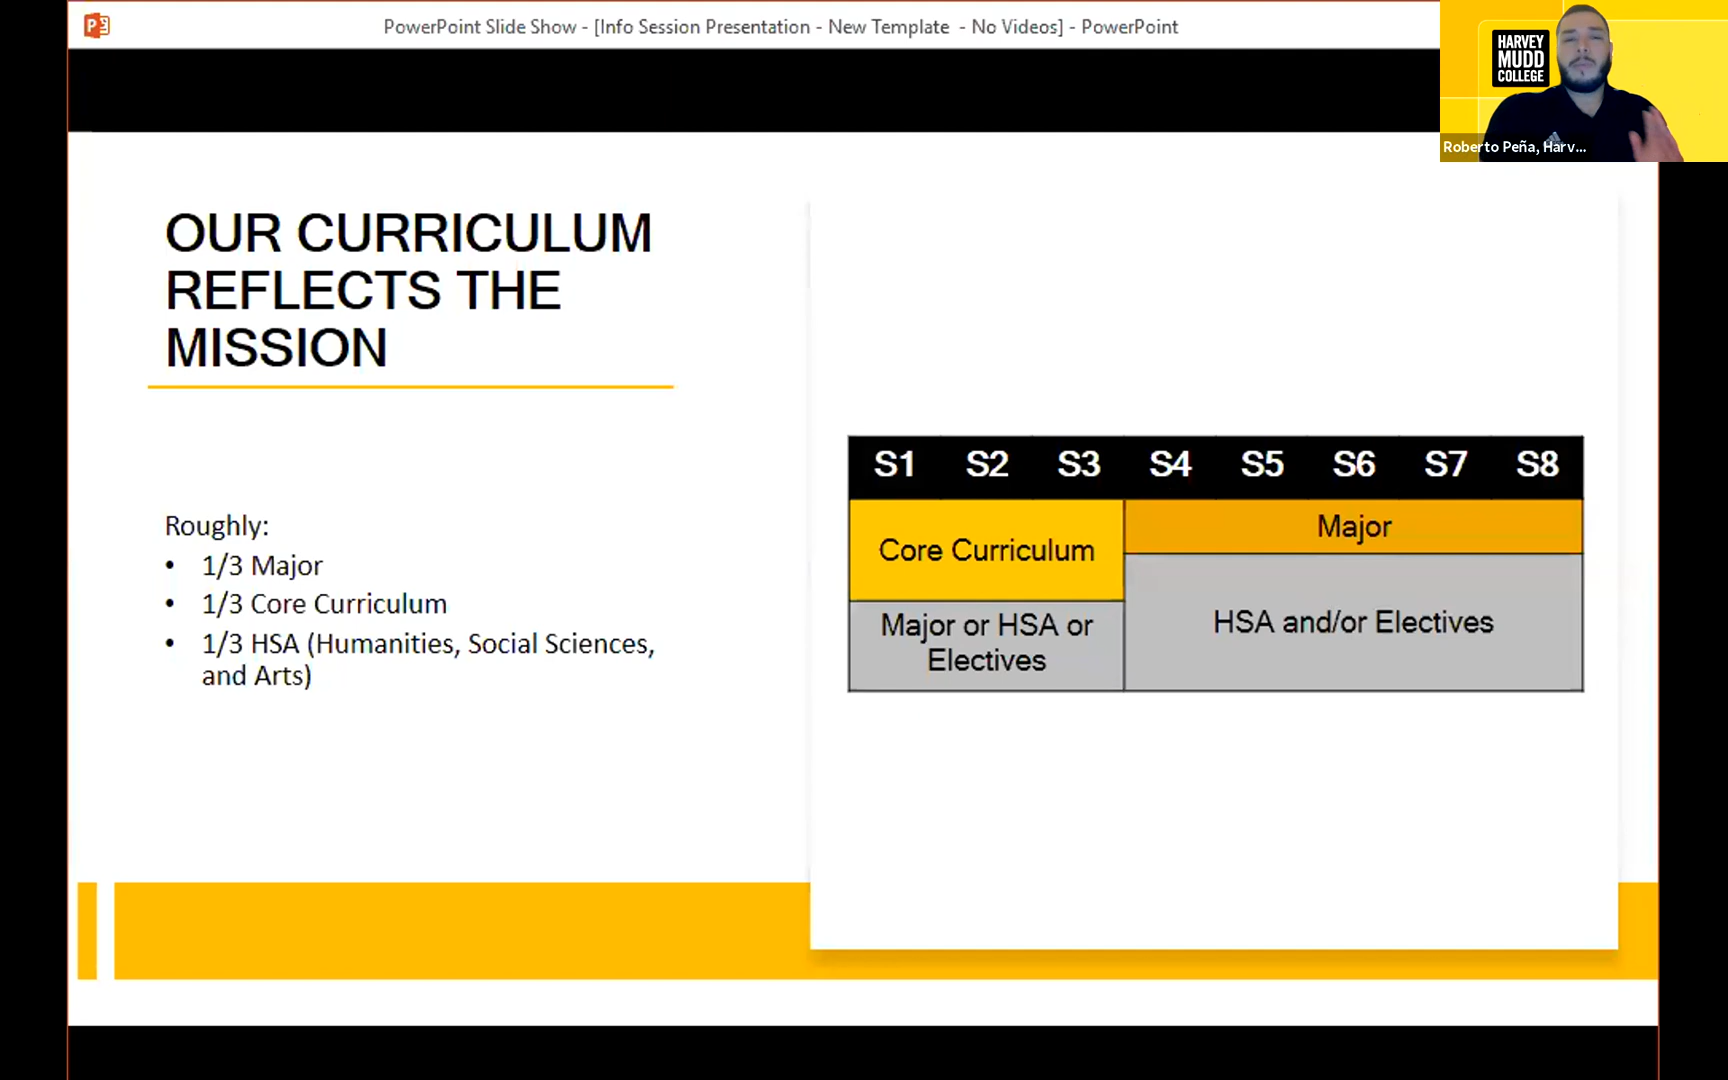 PowerPoint Slide Show - [Info Session Presentation - New Template - No Videos] - PowerPoint
HARVEY
MUDD
COLLEGE
Roberto Peña, Harv...
OUR CURRICULUM
REFLECTS THE
MISSION
Roughly:
• 1/3 Major
• 1/3 Core Curriculum
• 1/3 HSA (Humanities, Social Sciences,
and Arts)
S1 S2 S3 S4 S5 S6 S7 S8
Core Curriculum
Major
Major or HSA or
Electives
HSA and/or Electives